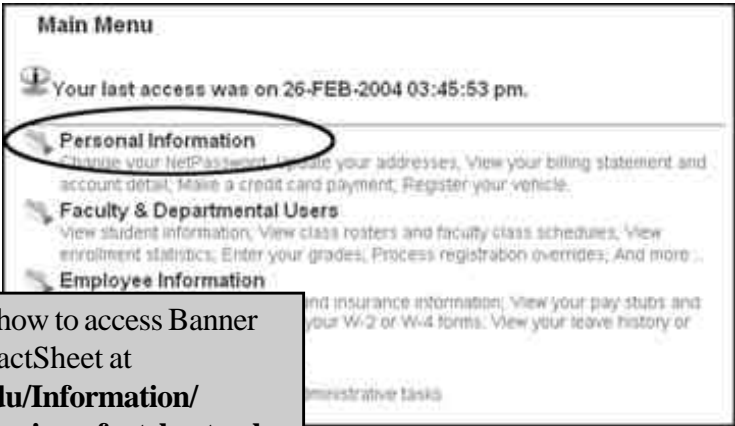 Main Menu
Your last access was on 26-FEB-2004 03:45:53 pm.
Personal Information
Change your NetPassword, Update your addresses, View your billing statement and
account detail, Make a credit card payment, Register your vehicle.
Faculty & Departmental Users
View student information, View class rosters and faculty class schedules, View
enrollment statistics, Enter your grades, Process registration overrides, And more ..
Employee Information
and insurance information; View your pay stubs and
your W-2 or W-4 forms; View your leave history or
administrative tasks
how to access Banner
actSheet at
du/Information/